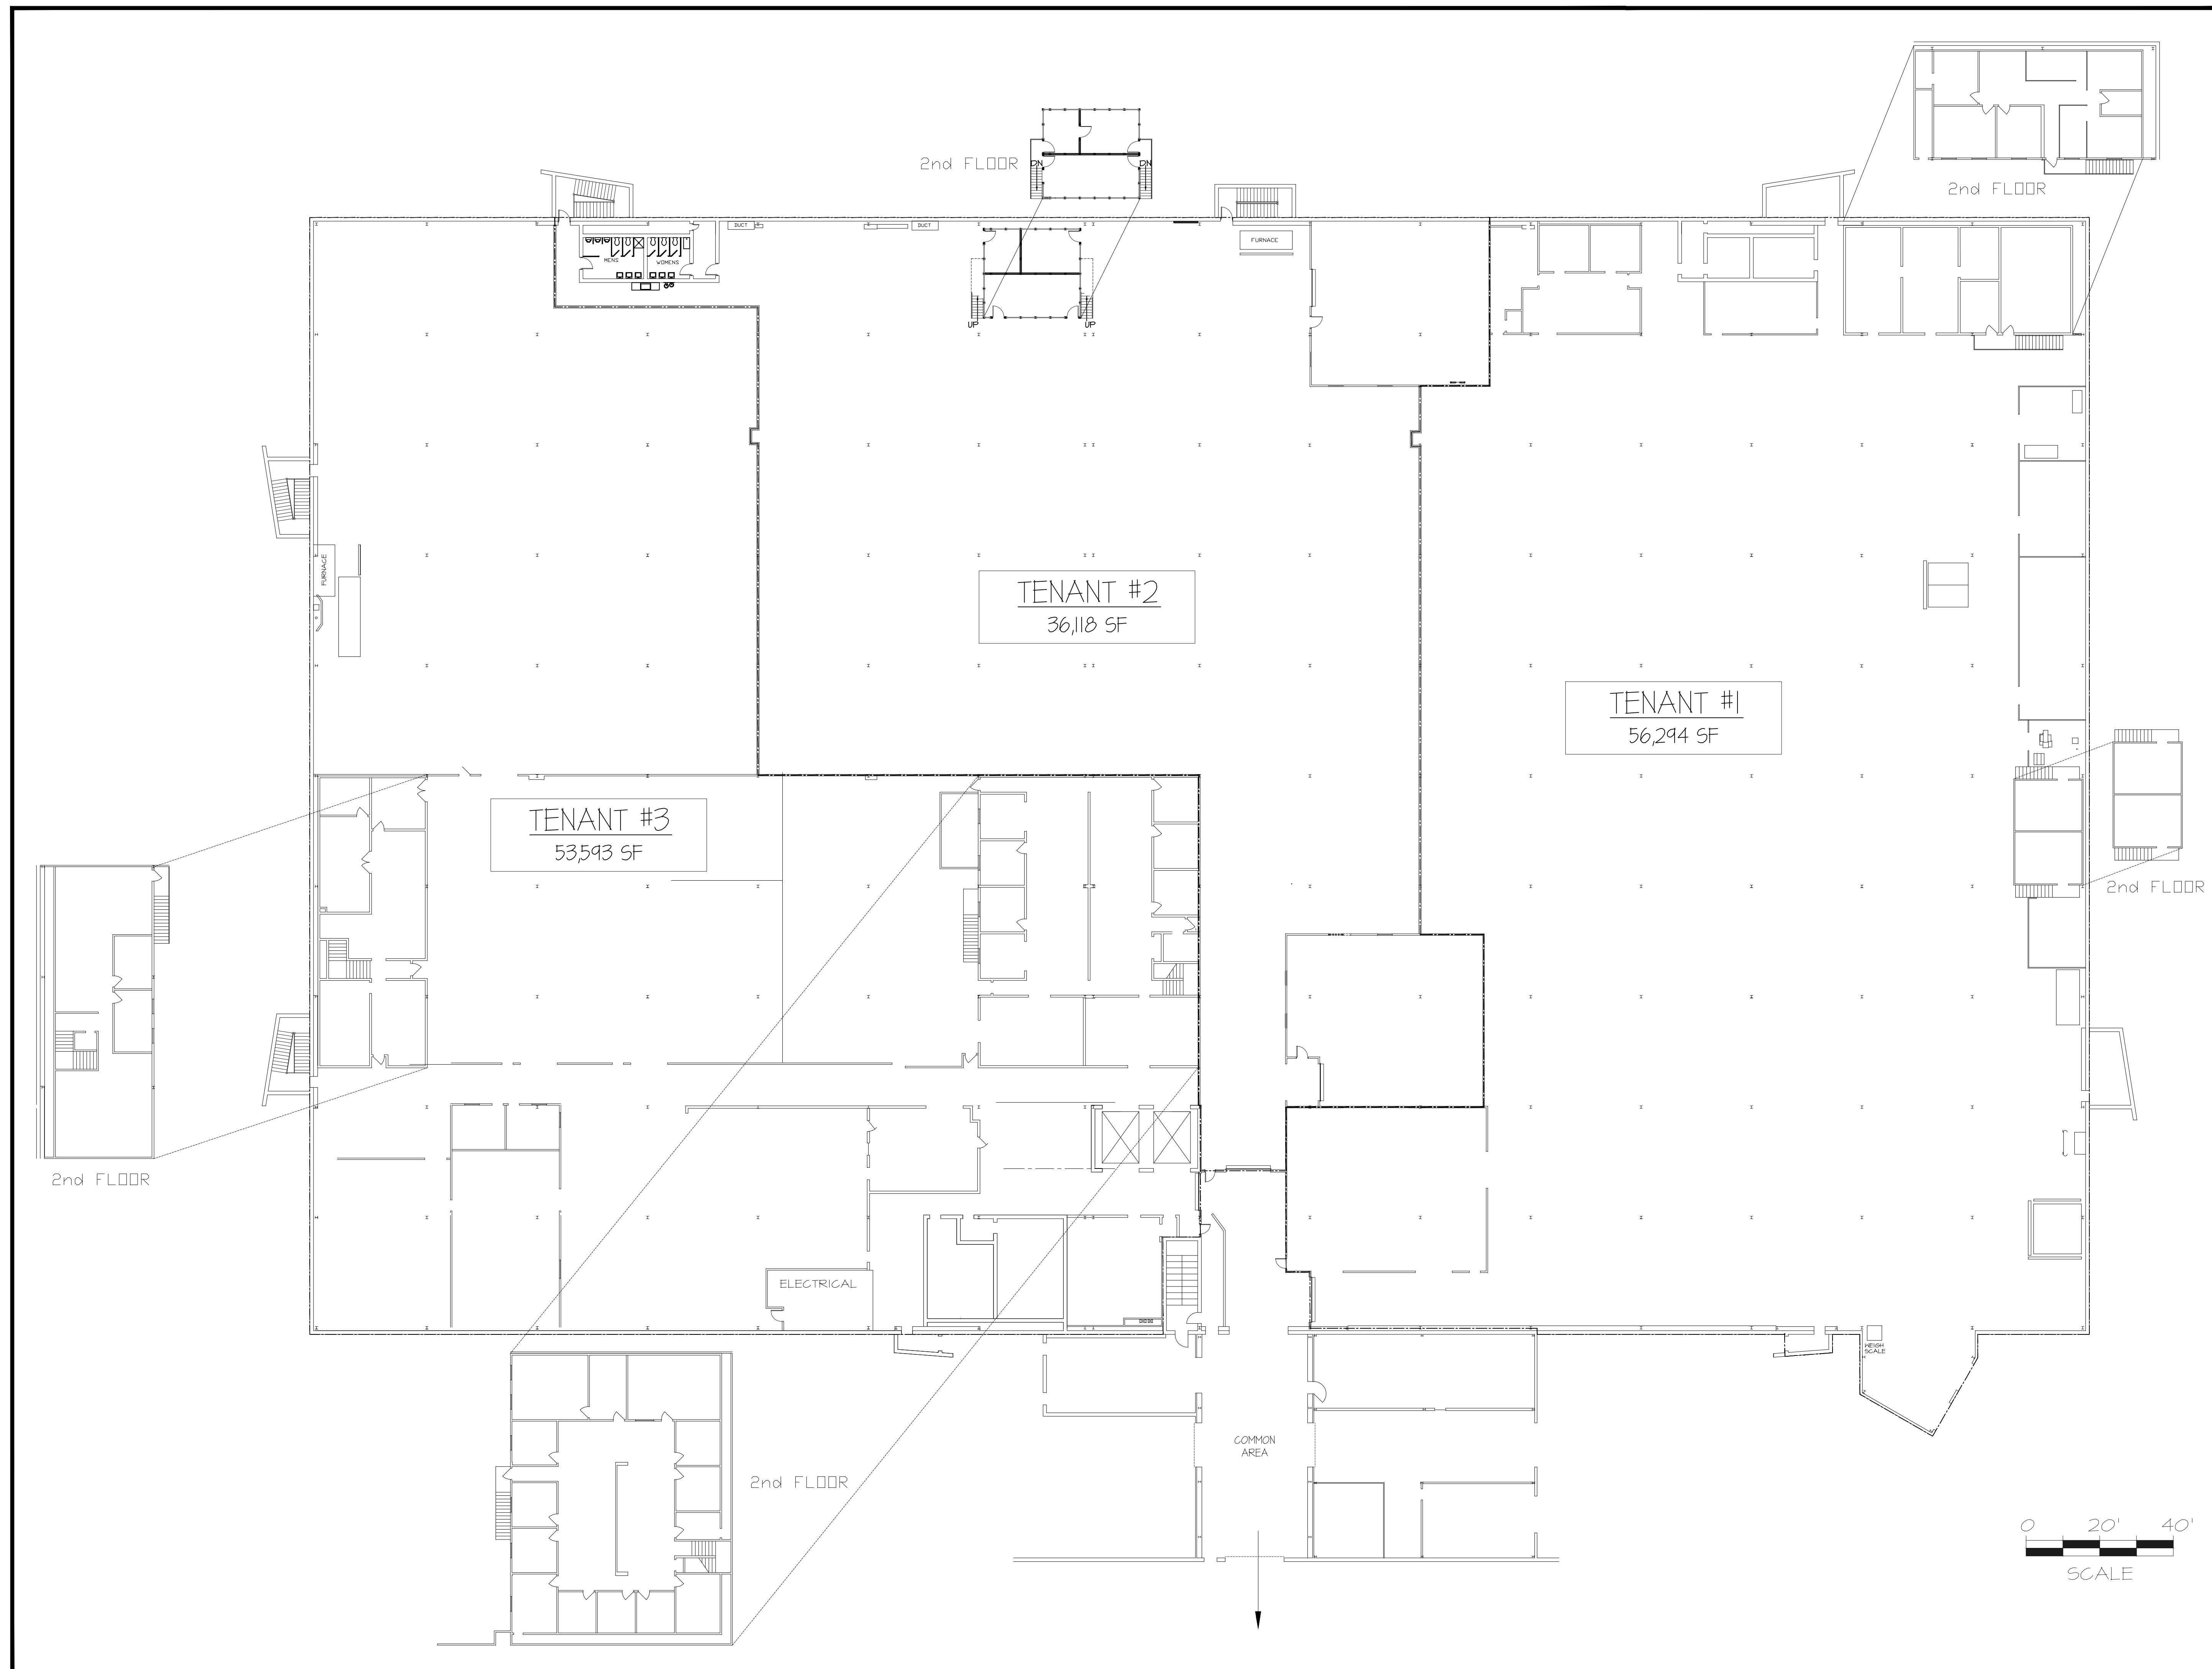 2nd FLOOR
DN
DN
2nd FLOOR
MENS
WOMENS
DUCT
DUCT
FURNACE
UP
UP
FURNACE
TENANT #2
36,118 SF
TENANT #1
56,294 SF
TENANT #3
53,593 SF
2nd FLOOR
2nd FLOOR
ELECTRICAL
WEIGH
SCALE
COMMON
AREA
2nd FLOOR
0 20' 40'
SCALE